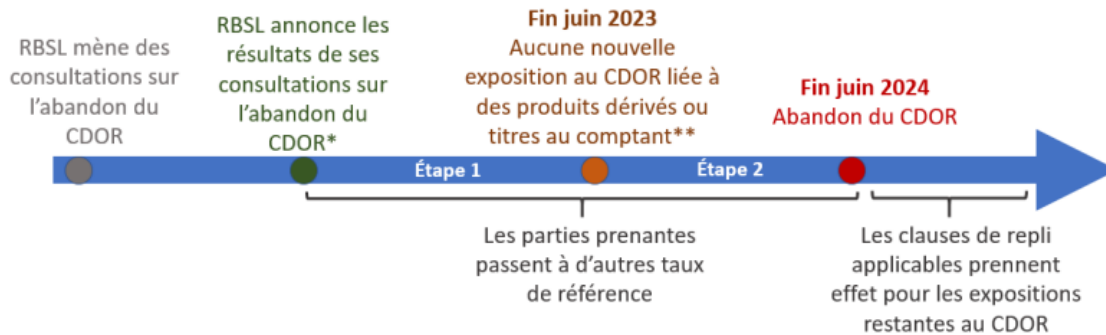 RBSL mène des
consultations sur
l'abandon du
CDOR
RBSL annonce les
résultats de ses
consultations sur
l'abandon du
CDOR*
Fin juin 2023
Aucune nouvelle
exposition au CDOR liée à
des produits dérivés ou
titres au comptant**
Fin juin 2024
Abandon du CDOR
Étape 1
Étape 2
Les parties prenantes
passent à d'autres taux
de référence
Les clauses de repli
applicables prennent
effet pour les expositions
restantes au CDOR